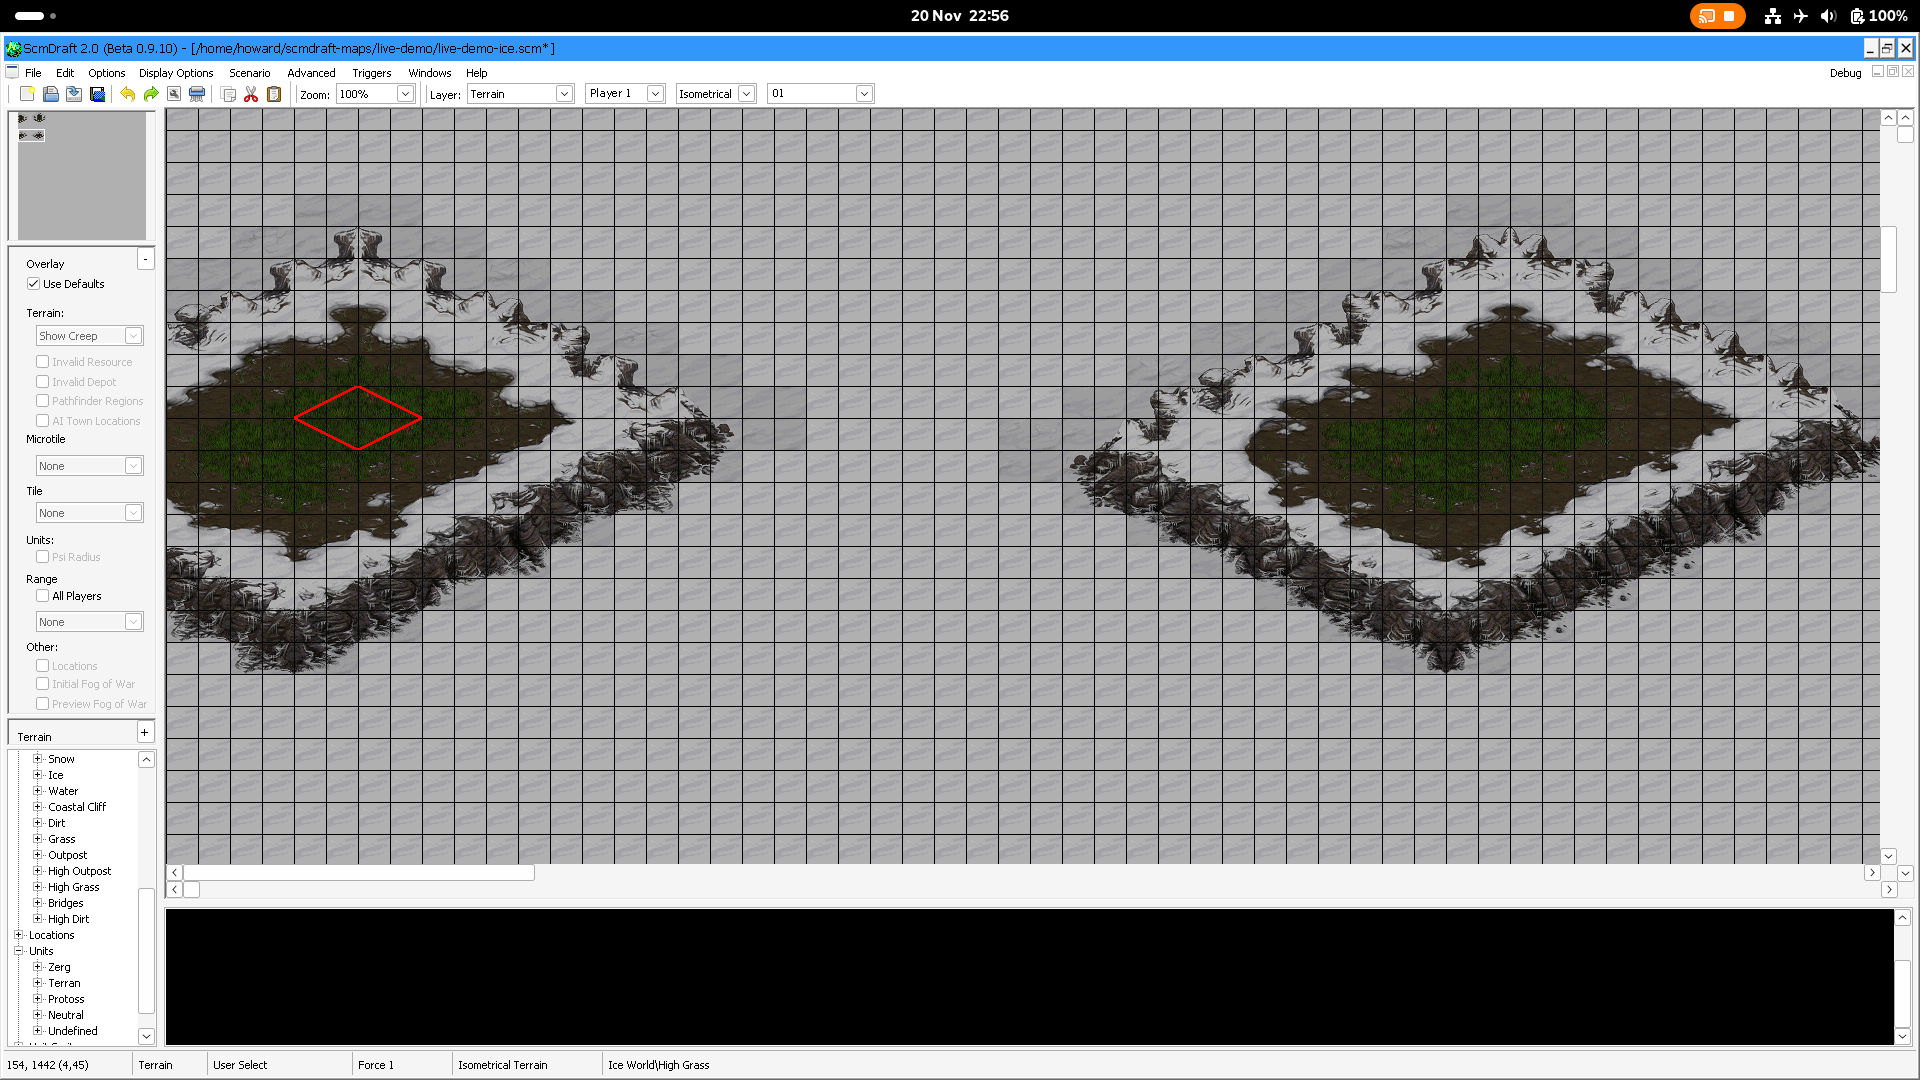 20 Nov 22:56
100%
ScmDraft 2.0 (Beta 0.9.10) - [/home/howard/scmdraft-maps/live-demo/live-demo-ice.scm*]
File Edit Options Display Options Scenario Advanced Triggers Windows Help Debug
Zoom: 100% Layer: Terrain Player 1 Isometrical 01
Overlay
-
Use Defaults
Terrain:
Show Creep
Invalid Resource
Invalid Depot
Pathfinder Regions
AI Town Locations
Microtile
None
Tile
None
Units:
Psi Radius
Range
All Players
None
Other:
Locations
Initial Fog of War
Preview Fog of War
Terrain +
Snow
Ice
Water
Coastal Cliff
Dirt
Grass
Outpost
High Outpost
High Grass
Bridges
High Dirt
Locations
Units
Zerg
Terran
Protoss
Neutral
Undefined
154, 1442 (4,45) Terrain User Select Force 1 Isometrical Terrain Ice World\High Grass